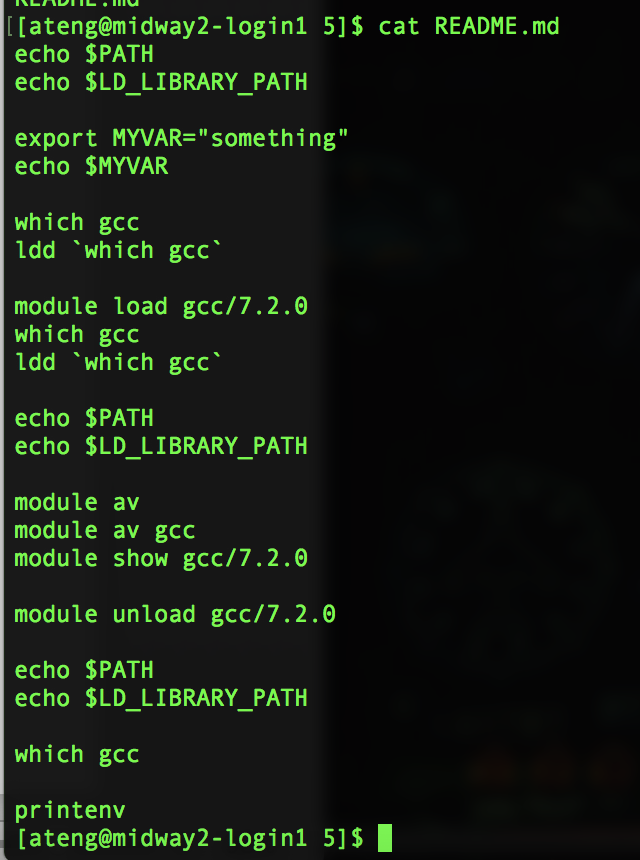 README.md
[[ateng@midway2-login1 5]$ cat README.md
echo $PATH
echo $LD_LIBRARY_PATH
export MYVAR="something"
echo $MYVAR
which gcc
ldd `which gcc`
module load gcc/7.2.0
which gcc
ldd `which gcc`
echo $PATH
echo $LD_LIBRARY_PATH
module av
module av gcc
module show gcc/7.2.0
module unload gcc/7.2.0
echo $PATH
echo $LD_LIBRARY_PATH
which gcc
printenv
[ateng@midway2-login1 5]$